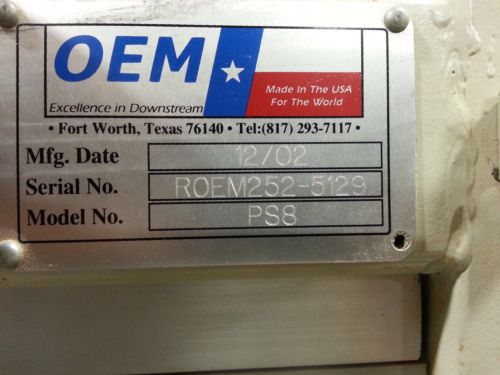 OEM
Excellence in Downstream
Made In The USA
For The World
• Fort Worth, Texas 76140 • Tel:(817) 293-7117 •
Mfg. Date 12/02
Serial No. ROEM252-5129
Model No. PS8